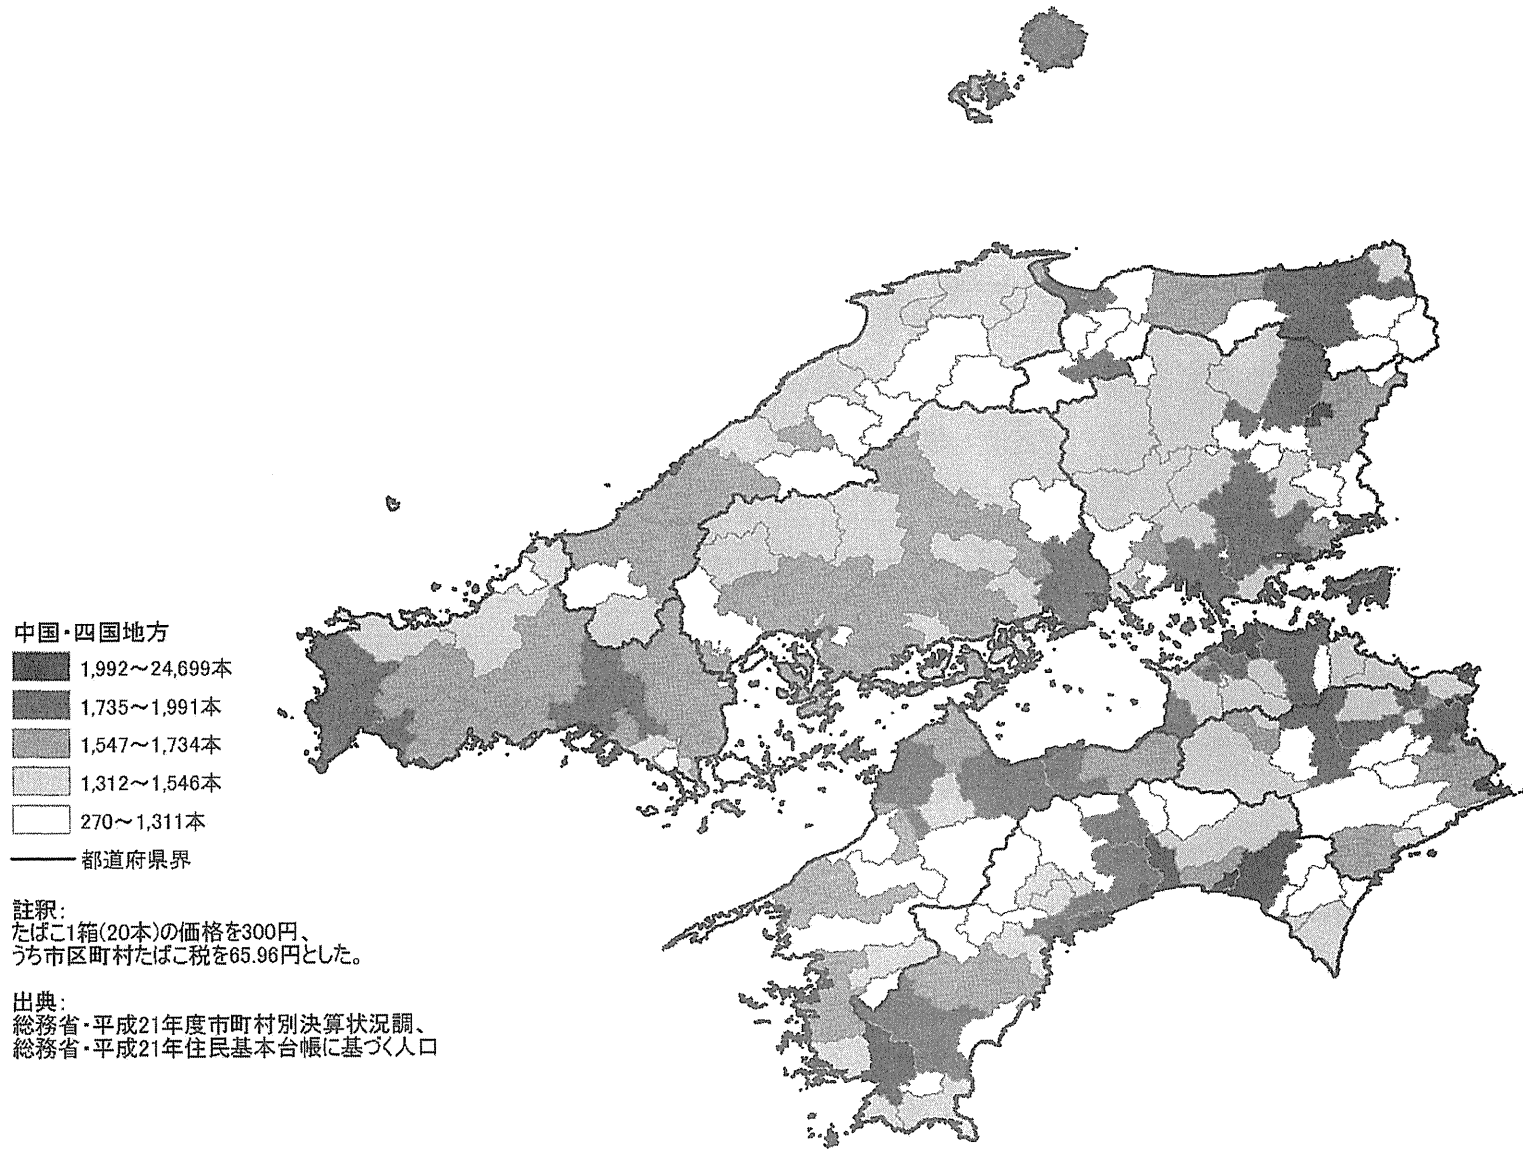 中国・四国地方
1,992～24,699本
1,735～1,991本
1,547～1,734本
1,312～1,546本
270～1,311本
都道府県界
註釈：
たばこ1箱(20本)の価格を300円、
うち市区町村たばこ税を65.96円とした。
出典：
総務省・平成21年度市町村別決算状況調、
総務省・平成21年住民基本台帳に基づく人口